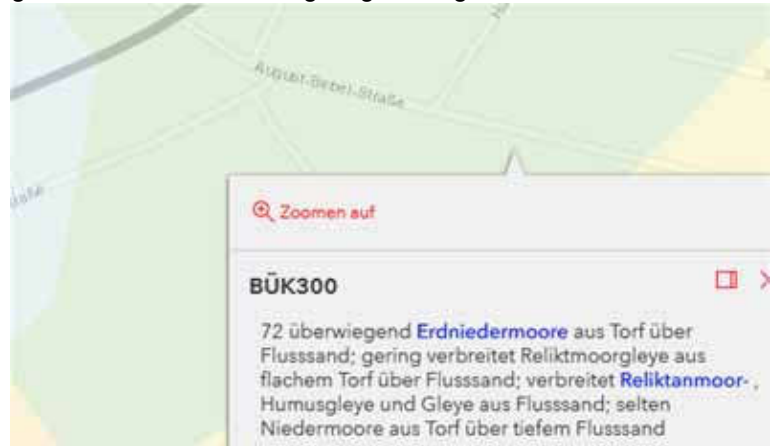 August-Bebel-Straße
Zoomen auf
BÜK300
72 überwiegend Erdniedermoore aus Torf über
Flusssand; gering verbreitet Reliktmoorgleye aus
flachem Torf über Flusssand; verbreitet Reliktanmoor- ,
Humusgleye und Gleye aus Flusssand; selten
Niedermoore aus Torf über tiefem Flusssand